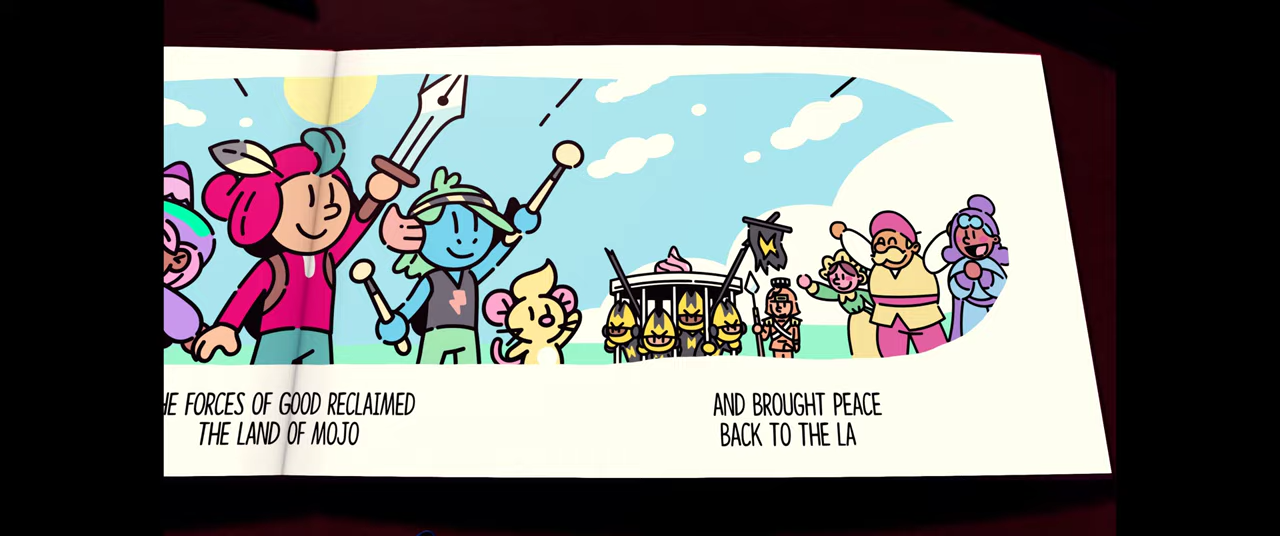 HE FORCES OF GOOD RECLAIMED
THE LAND OF MOJO
AND BROUGHT PEACE
BACK TO THE LA